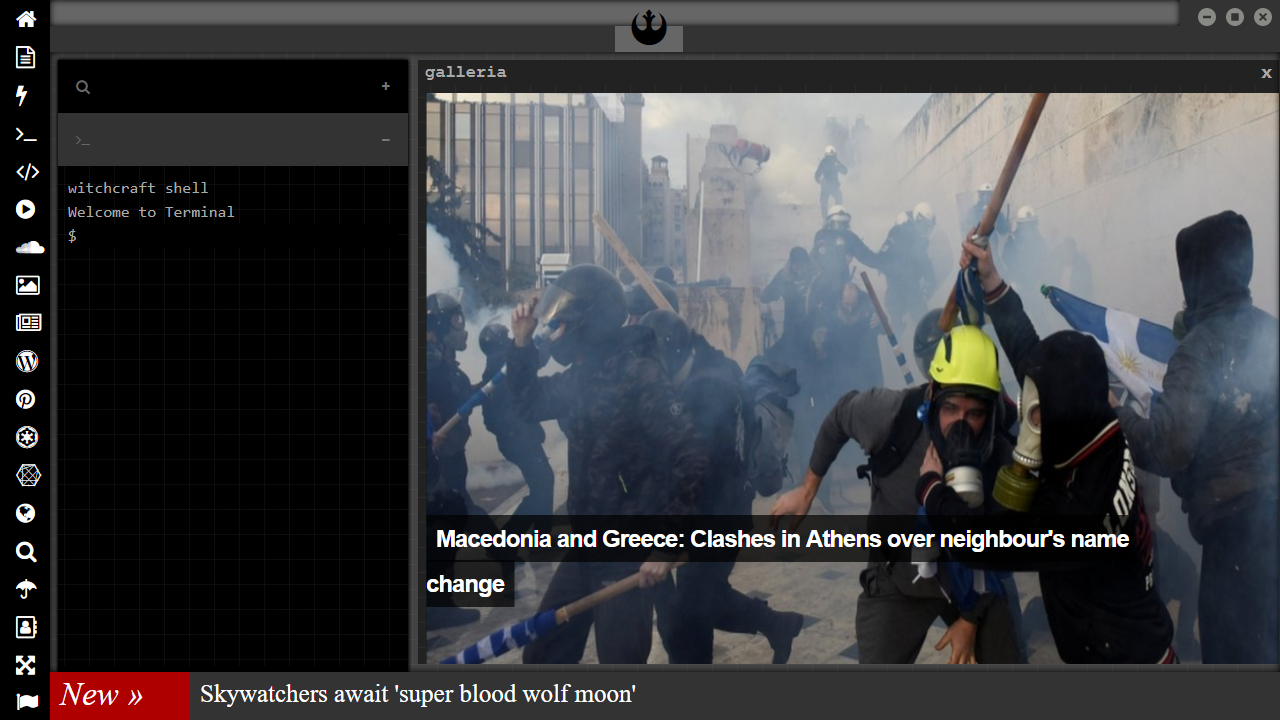 galleria
x
+
>_
−
witchcraft shell
Welcome to Terminal
$
Macedonia and Greece: Clashes in Athens over neighbour's name
change
New »
Skywatchers await 'super blood wolf moon'